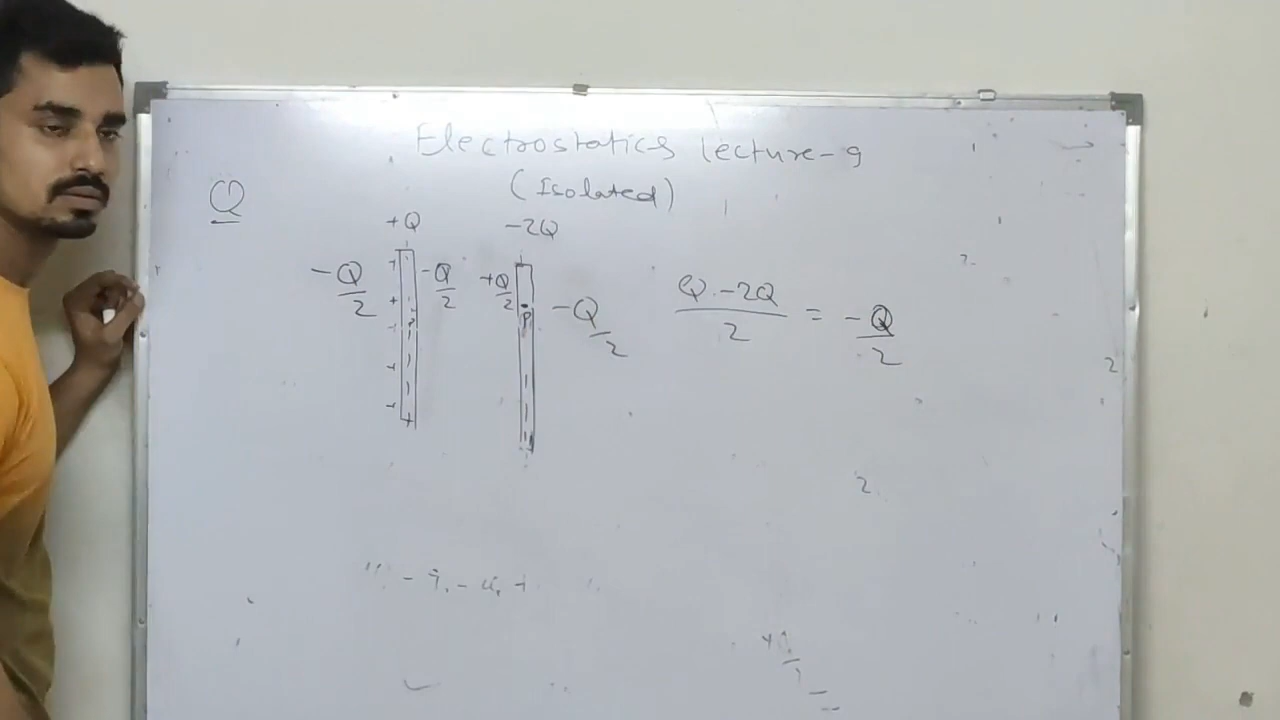 Electrostatics lecture-9
(Isolated)
Q
+Q
-2Q
-Q/2
-Q/2
+Q/2
-Q/2
P
Q-2Q/2 = -Q/2